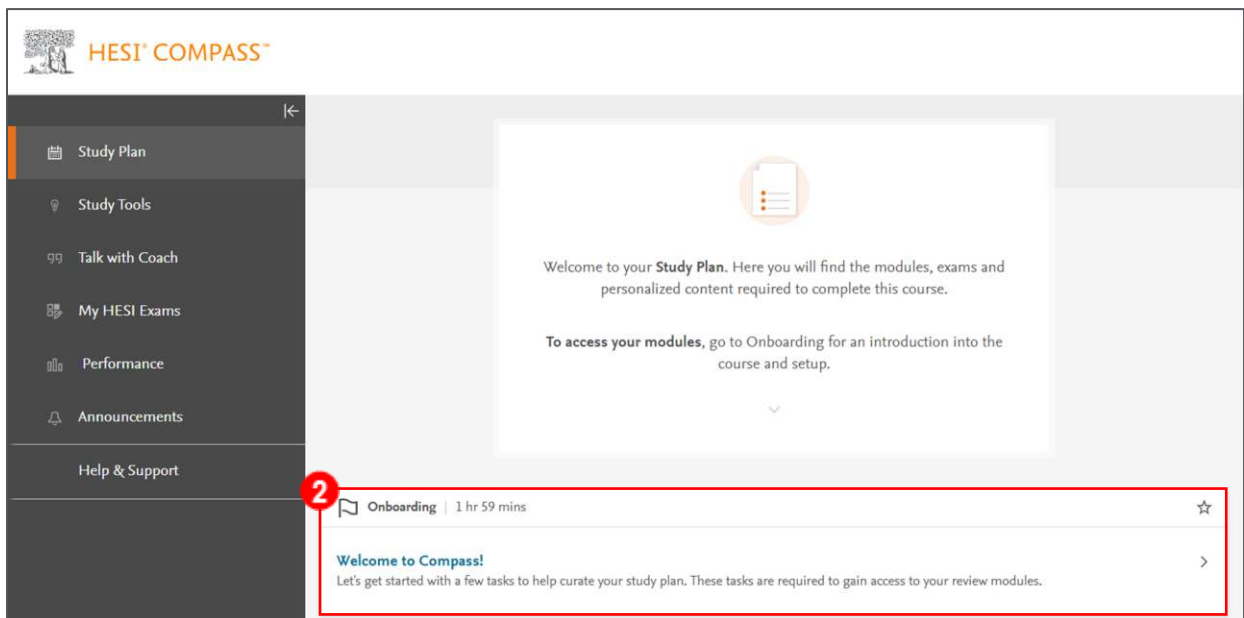 HESI® COMPASS™
Study Plan
Study Tools
Talk with Coach
My HESI Exams
Performance
Announcements
Help & Support
Welcome to your Study Plan. Here you will find the modules, exams and
personalized content required to complete this course.
To access your modules, go to Onboarding for an introduction into the
course and setup.
2
Onboarding | 1 hr 59 mins
Welcome to Compass!
Let's get started with a few tasks to help curate your study plan. These tasks are required to gain access to your review modules.